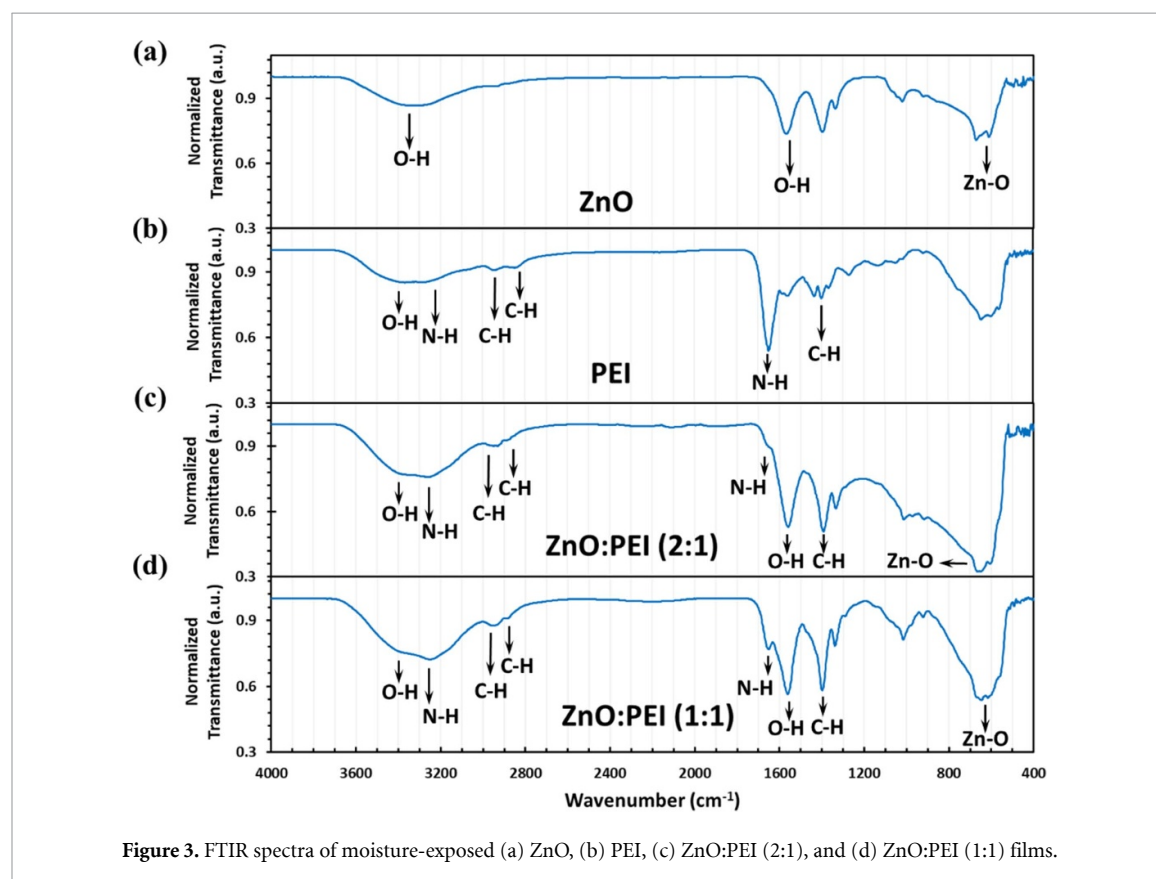 (a)
Normalized
Transmittance (a.u.)
0.9
0.6
0.3
O-H
O-H
Zn-O
ZnO
(b)
Normalized
Transmittance (a.u.)
0.9
0.6
0.3
O-H
N-H
C-H
C-H
N-H
C-H
PEI
(c)
Normalized
Transmittance (a.u.)
0.9
0.6
0.3
O-H
N-H
C-H
C-H
N-H
O-H
C-H
Zn-O
ZnO:PEI (2:1)
(d)
Normalized
Transmittance (a.u.)
0.9
0.6
0.3
O-H
N-H
C-H
C-H
N-H
O-H
C-H
Zn-O
ZnO:PEI (1:1)
4000 3600 3200 2800 2400 2000 1600 1200 800 400
Wavenumber (cm⁻¹)
Figure 3. FTIR spectra of moisture-exposed (a) ZnO, (b) PEI, (c) ZnO:PEI (2:1), and (d) ZnO:PEI (1:1) films.